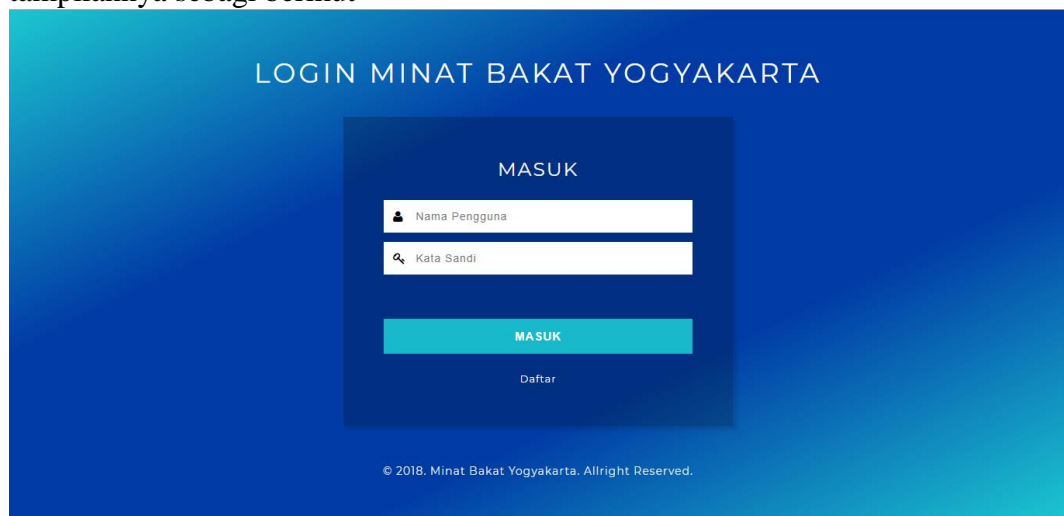 LOGIN MINAT BAKAT YOGYAKARTA
MASUK
Nama Pengguna
Kata Sandi
MASUK
Daftar
© 2018. Minat Bakat Yogyakarta. Allright Reserved.